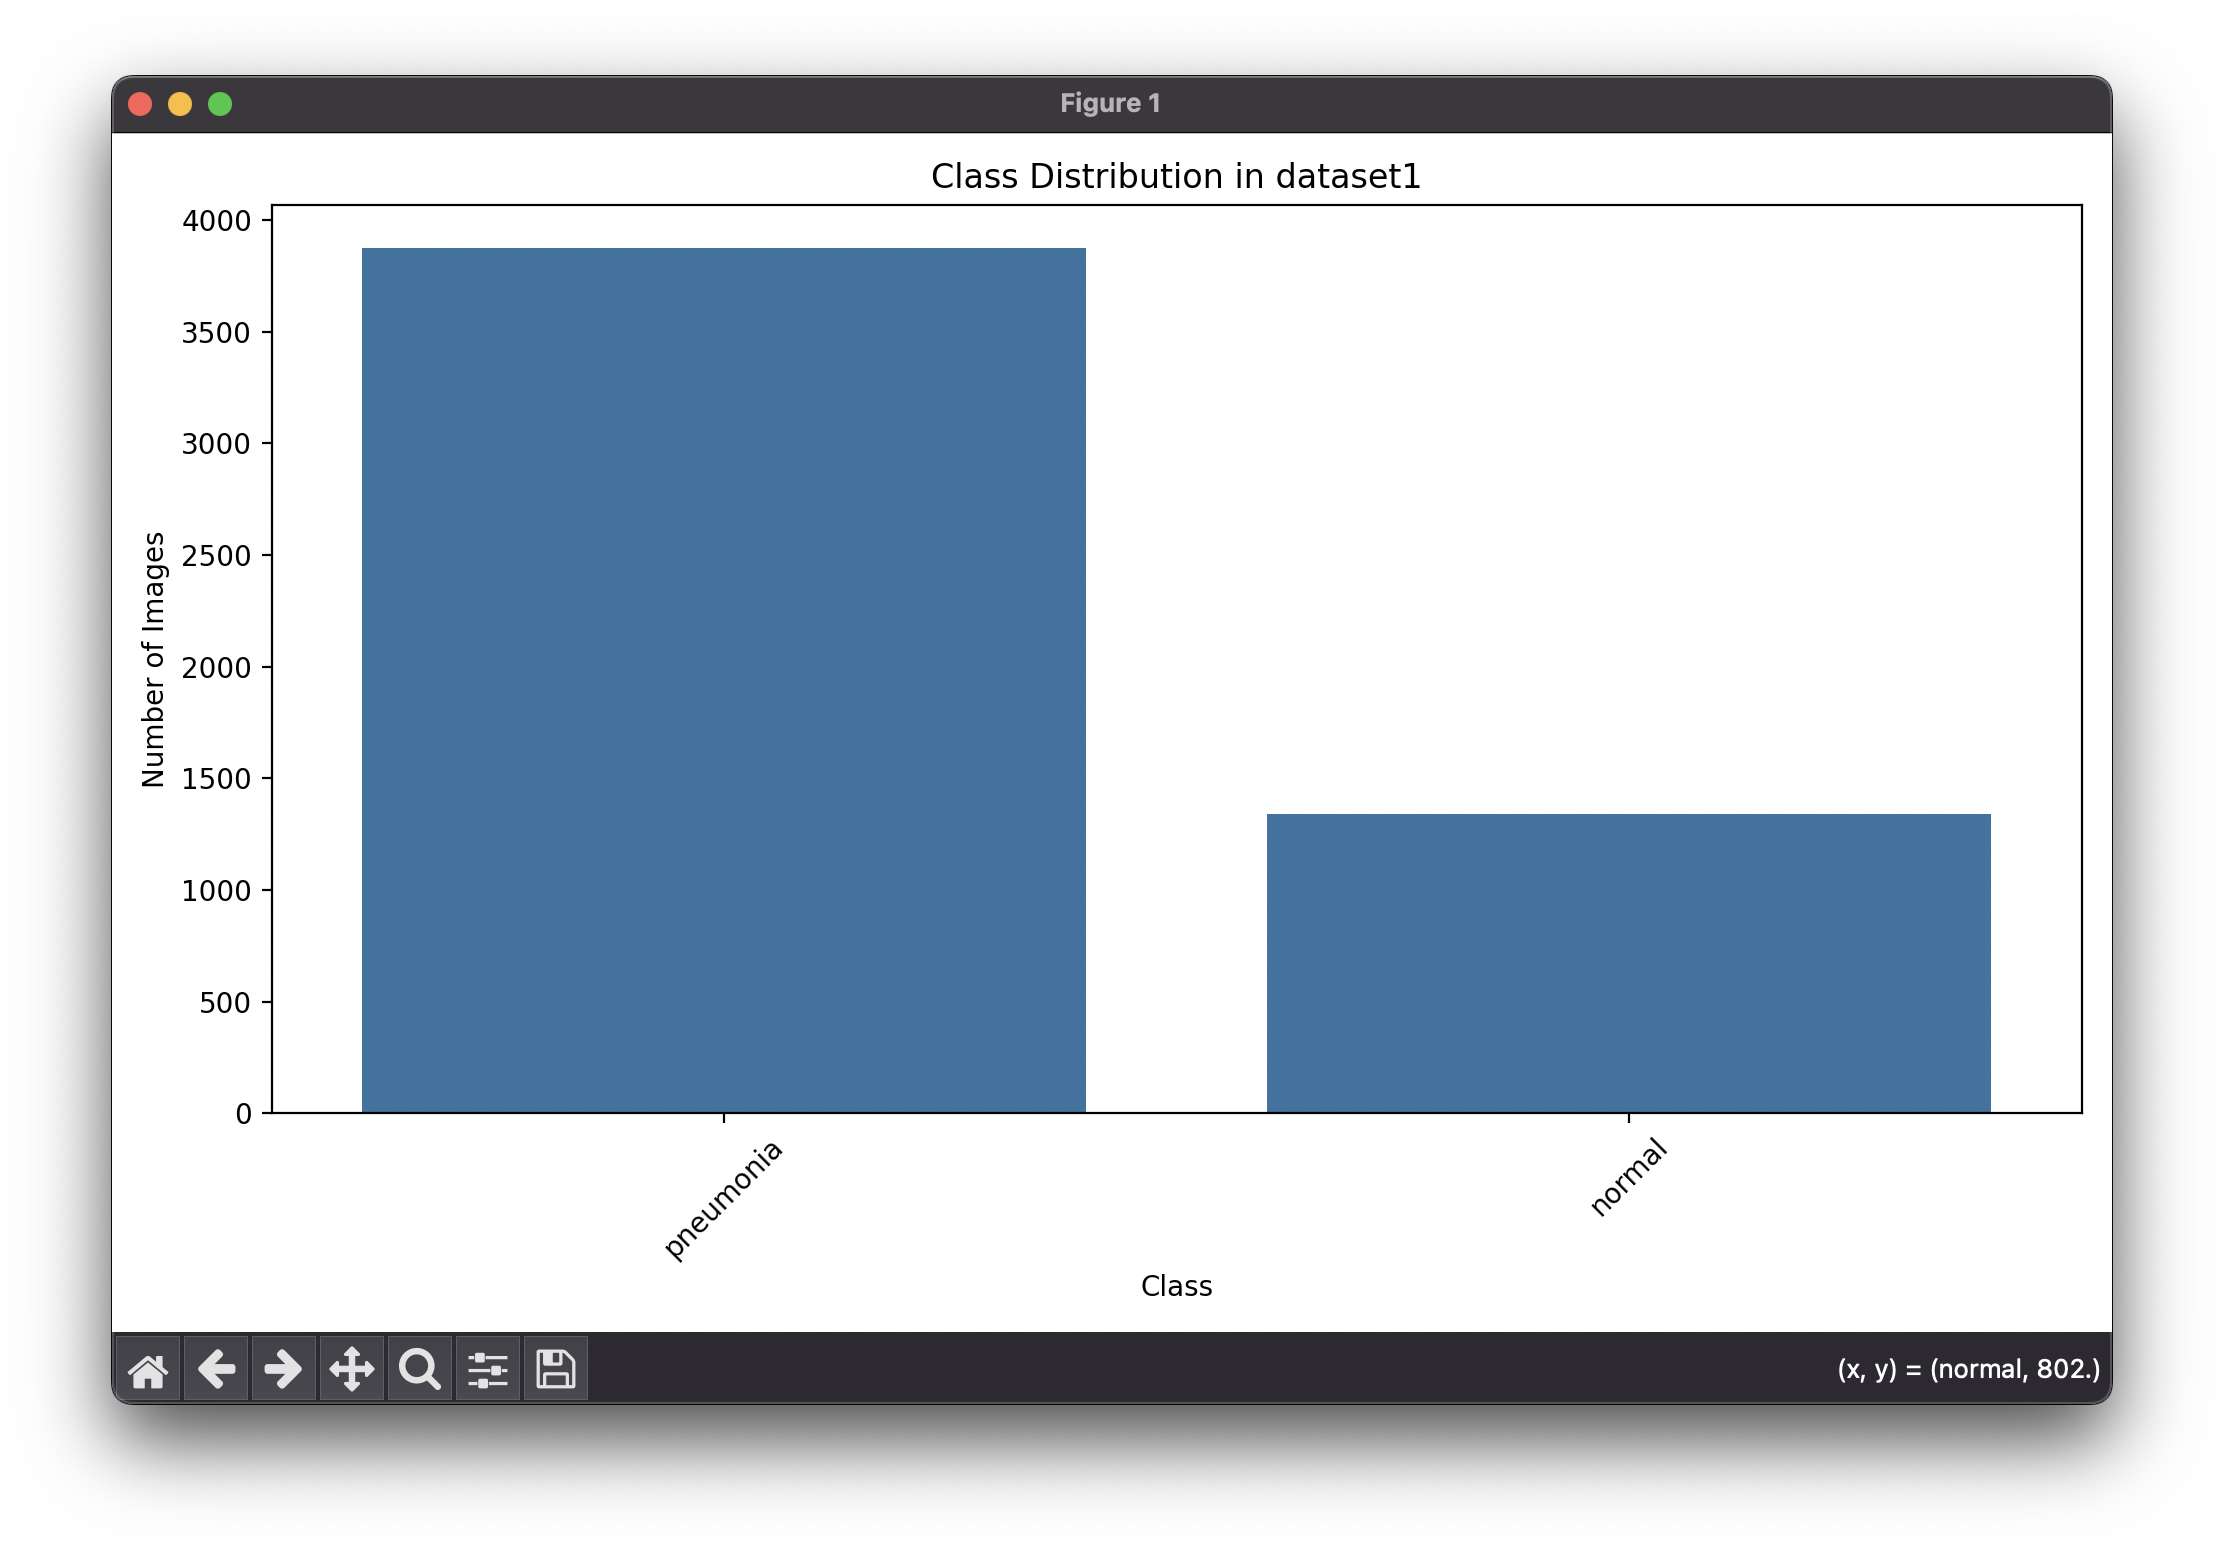 Figure 1
Class Distribution in dataset1
4000
3500
3000
2500
2000
1500
1000
500
0
Number of Images
pneumonia
normal
Class
(x, y) = (normal, 802.)